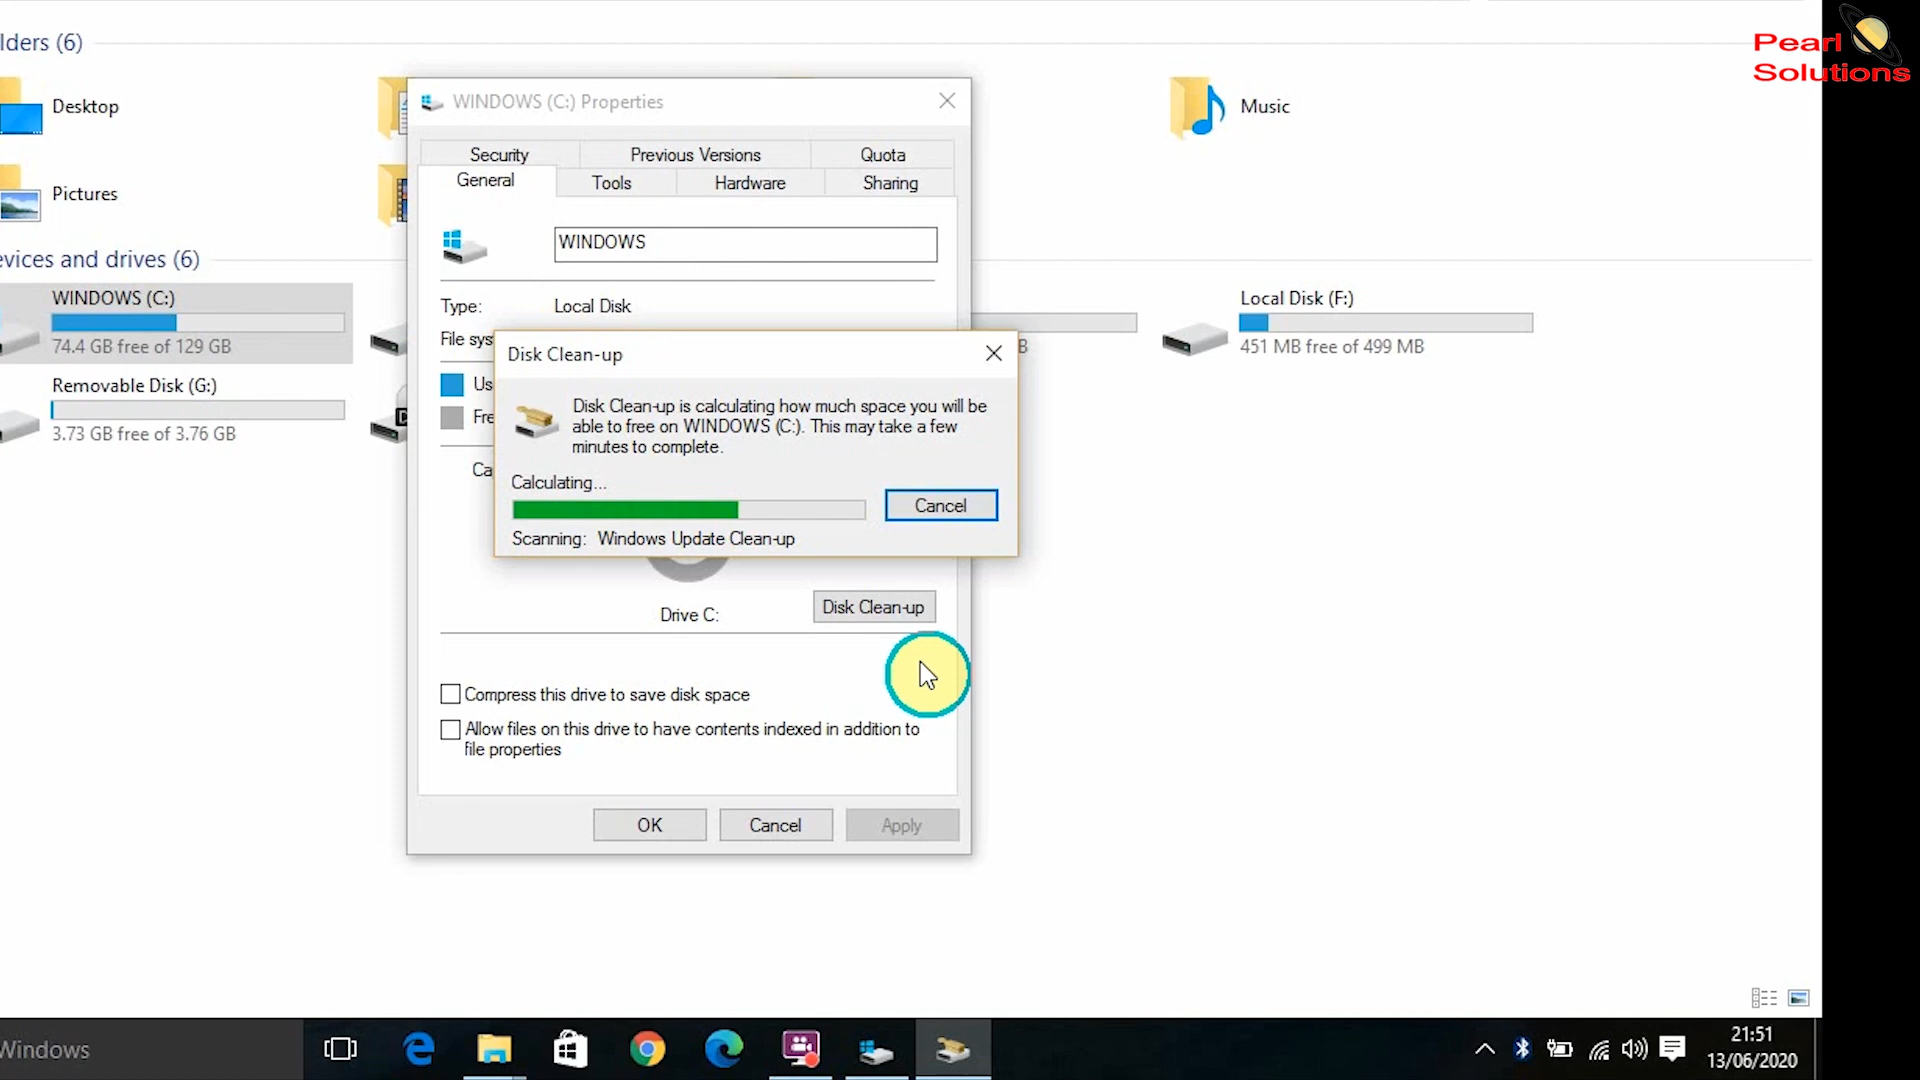 Pearl
Solutions
lders (6)
Desktop
Music
Pictures
evices and drives (6)
WINDOWS (C:)
74.4 GB free of 129 GB
B
Local Disk (F:)
451 MB free of 499 MB
Removable Disk (G:)
3.73 GB free of 3.76 GB
D
WINDOWS (C:) Properties
Security Previous Versions Quota
General Tools Hardware Sharing
WINDOWS
Type: Local Disk
File sys
Us
Fre
Ca
Disk Clean-up
Disk Clean-up is calculating how much space you will be
able to free on WINDOWS (C:). This may take a few
minutes to complete.
Calculating...
Cancel
Scanning: Windows Update Clean-up
Drive C:
Disk Clean-up
Compress this drive to save disk space
Allow files on this drive to have contents indexed in addition to
file properties
OK Cancel Apply
Windows
21:51
13/06/2020